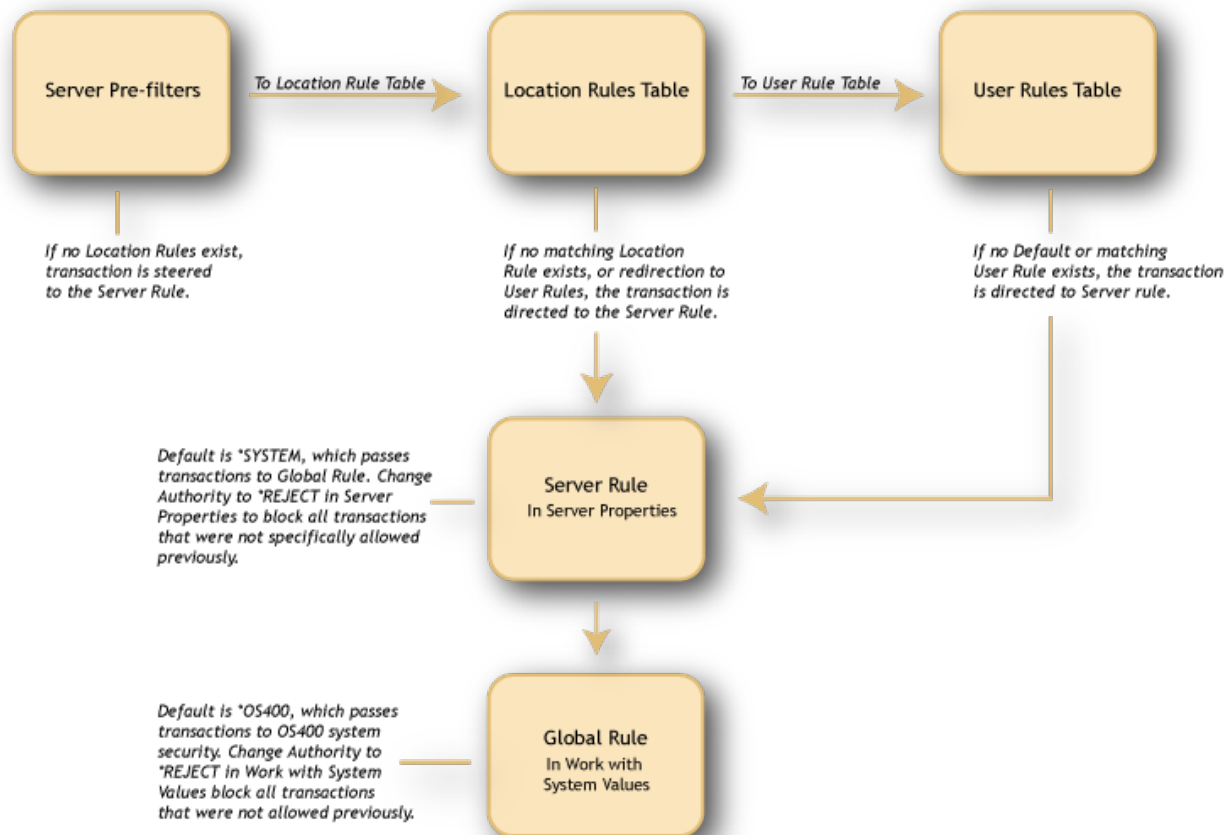 Server Pre-filters
To Location Rule Table
Location Rules Table
To User Rule Table
User Rules Table
If no Location Rules exist,
transaction is steered
to the Server Rule.
If no matching Location
Rule exists, or redirection to
User Rules, the transaction is
directed to the Server Rule.
If no Default or matching
User Rule exists, the transaction
is directed to Server rule.
Default is *SYSTEM, which passes
transactions to Global Rule. Change
Authority to *REJECT in Server
Properties to block all transactions
that were not specifically allowed
previously.
Server Rule
In Server Properties
Default is *OS400, which passes
transactions to OS400 system
security. Change Authority to
*REJECT in Work with System
Values block all transactions
that were not allowed previously.
Global Rule
In Work with
System Values